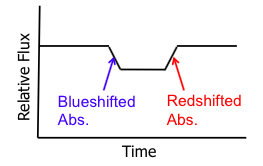 Relative Flux
Blueshifted
Abs.
Redshifted
Abs.
Time